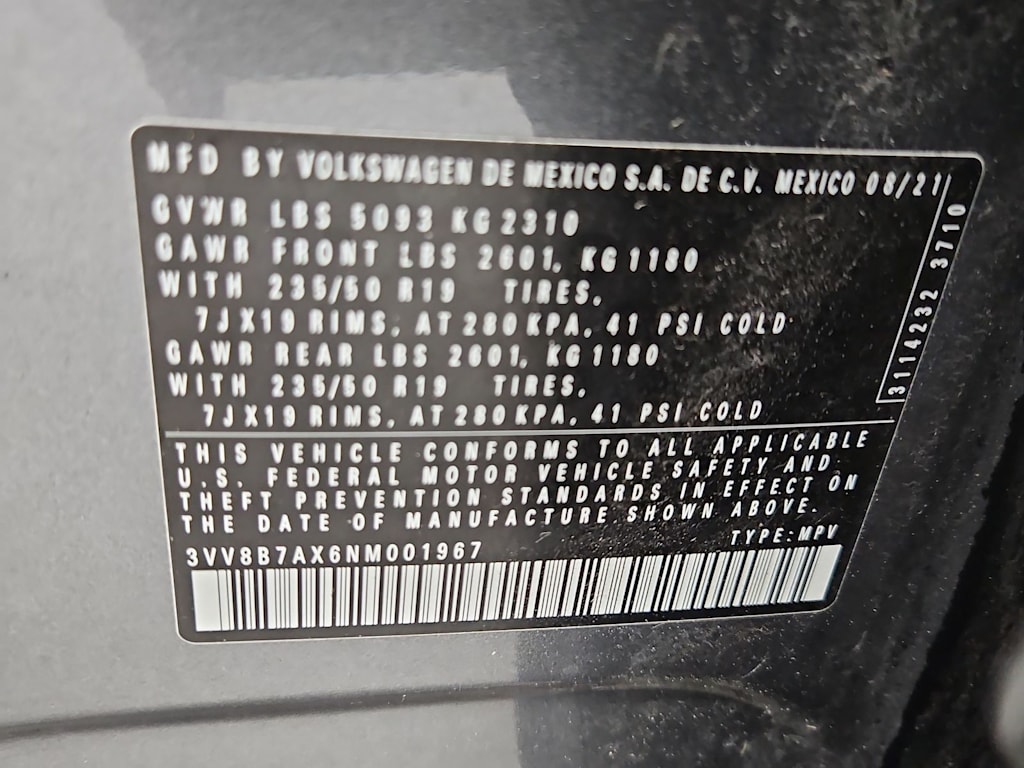 MFD BY VOLKSWAGEN DE MEXICO S.A. DE C.V. MEXICO 08/21
GVWR LBS 5093 KG 2310
GAWR FRONT LBS 2601, KG 1180
WITH 235/50 R19 TIRES,
7JX19 RIMS, AT 280 KPA, 41 PSI COLD
GAWR REAR LBS 2601, KG 1180
WITH 235/50 R19 TIRES,
7JX19 RIMS, AT 280 KPA, 41 PSI COLD
3114232 3710
THIS VEHICLE CONFORMS TO ALL APPLICABLE
U.S. FEDERAL MOTOR VEHICLE SAFETY AND
THEFT PREVENTION STANDARDS IN EFFECT ON
THE DATE OF MANUFACTURE SHOWN ABOVE.
3VV8B7AX6NM001967 TYPE:MPV